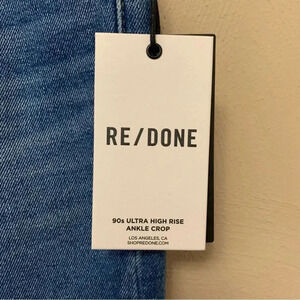 RE/DONE
90s ULTRA HIGH RISE
ANKLE CROP
LOS ANGELES, CA
SHOPREDONE.COM